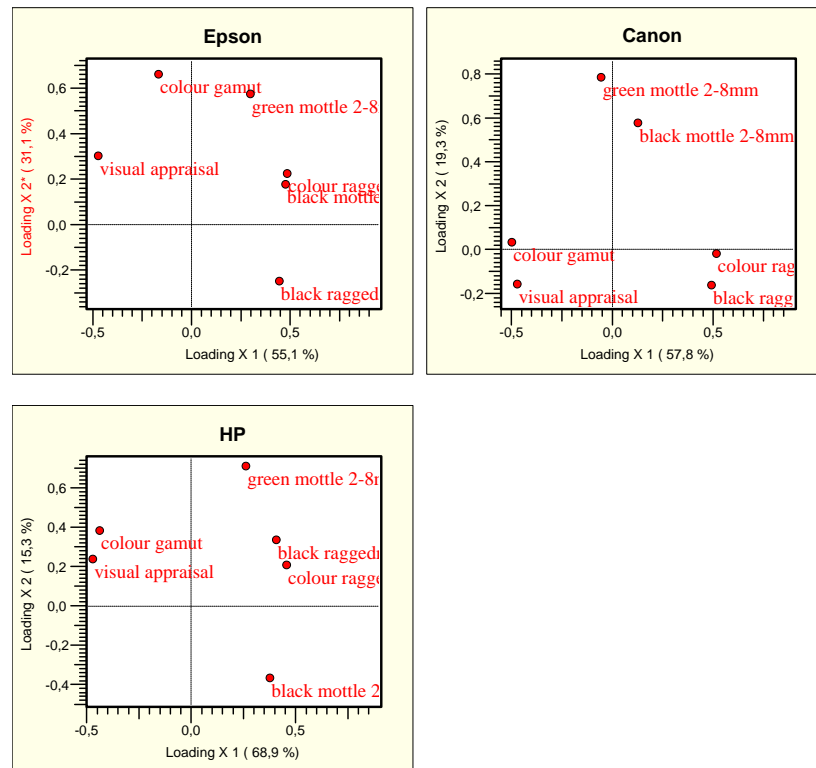 Epson
0,6
0,4
0,2
0,0
-0,2
Loading X 2* ( 31,1 %)
colour gamut
green mottle 2-8
visual appraisal
colour ragge
black mottle
black ragged
-0,5
0,0
0,5
Loading X 1 ( 55,1 %)
Canon
0,8
0,6
0,4
0,2
0,0
-0,2
Loading X 2 ( 19,3 %)
green mottle 2-8mm
black mottle 2-8mm
colour gamut
colour rag
visual appraisal
black ragg
-0,5
0,0
0,5
Loading X 1 ( 57,8 %)
HP
0,6
0,4
0,2
0,0
-0,2
-0,4
Loading X 2 ( 15,3 %)
green mottle 2-8
colour gamut
black raggedn
visual appraisal
colour ragge
black mottle 2
-0,5
0,0
0,5
Loading X 1 ( 68,9 %)